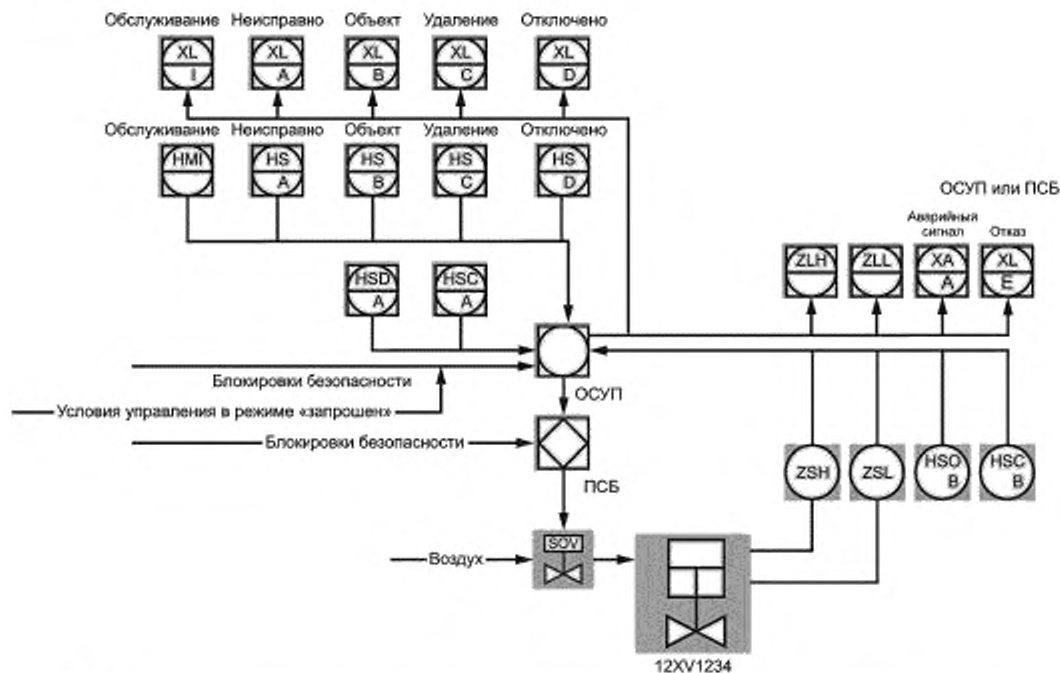 Обслуживание Неисправно Объект Удаление Отключено
XL XL XL XL XL
I A B C D
Обслуживание Неисправно Объект Удаление Отключено
HMI HS HS HS HS
A B C D
ОСУП или ПСБ
Аварийный
сигнал Отказ
ZLH ZLL XA XL
A E
HSD HSC
A A
Блокировки безопасности
ОСУП
Условия управления в режиме «запрошен»
Блокировки безопасности
ПСБ
ZSH ZSL HSO HSC
B B
SOV
Воздух
12XV1234